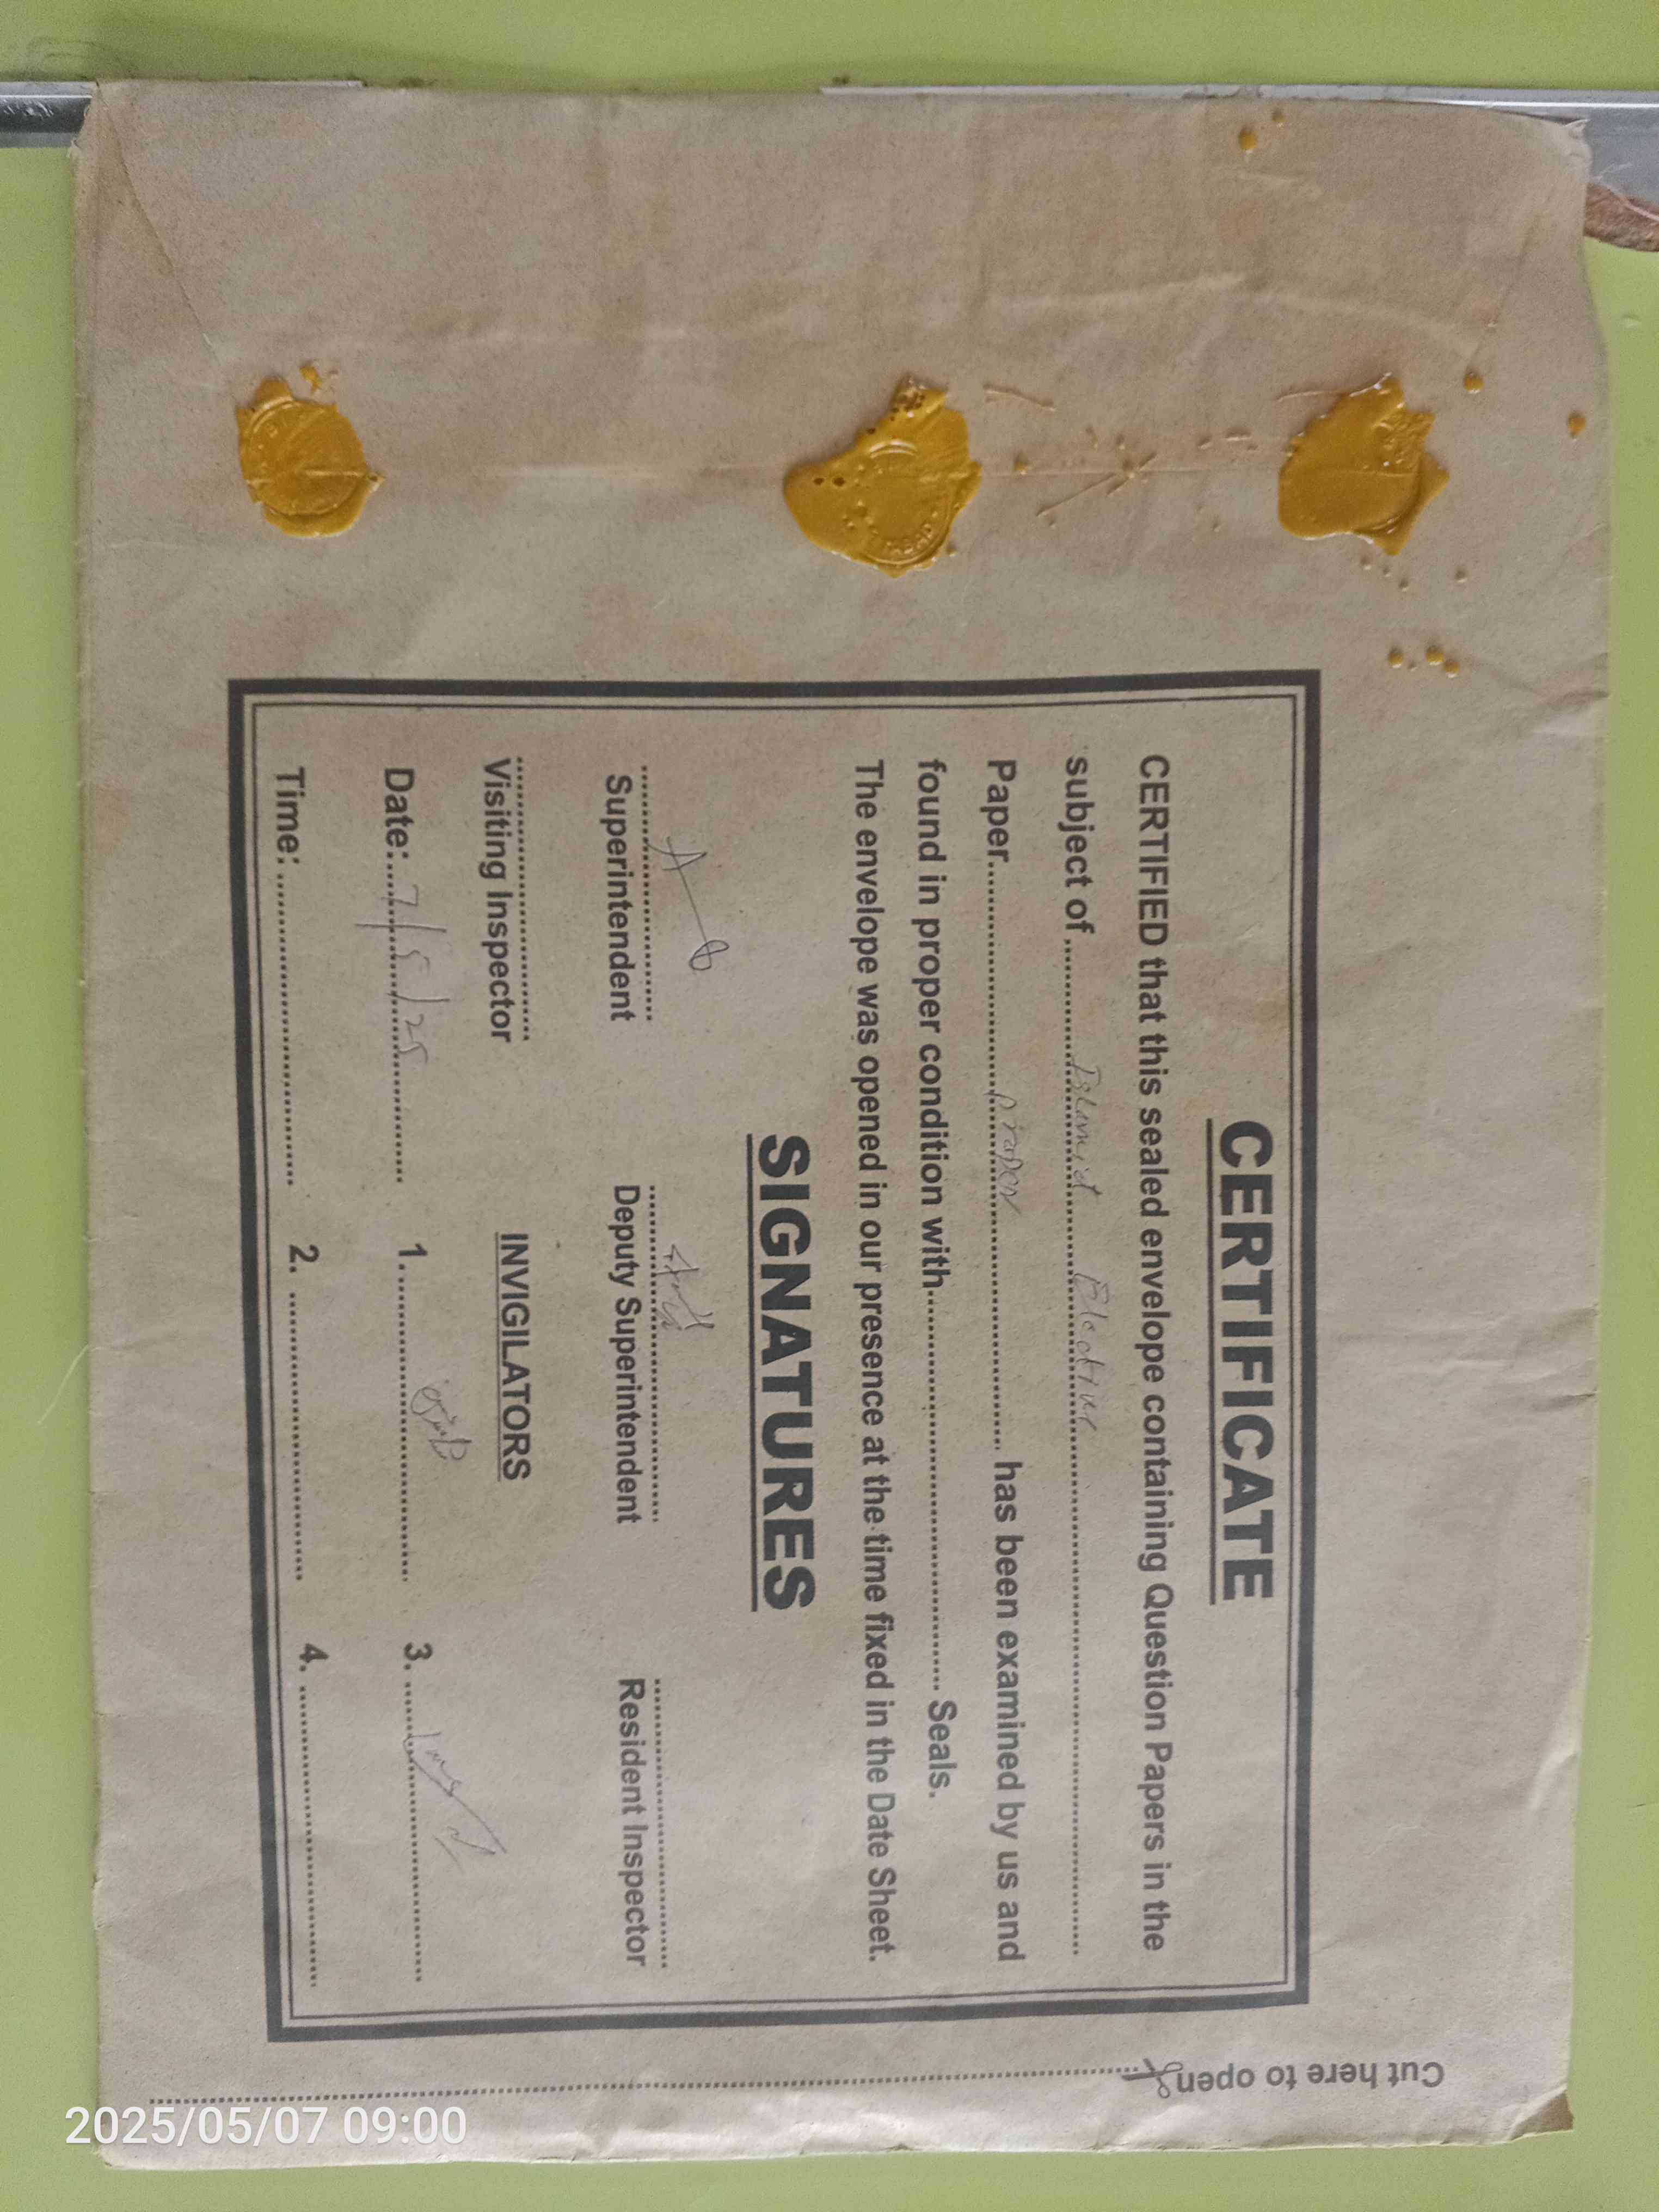 CERTIFICATE
CERTIFIED that this sealed envelope containing Question Papers in the
subject of .......... Islamiat Elective ..........
Paper.......... proper .......... has been examined by us and
found in proper condition with.......... Seals.
The envelope was opened in our presence at the time fixed in the Date Sheet.
SIGNATURES
Superintendent Deputy Superintendent Resident Inspector
Visiting Inspector INVIGILATORS
Date: 7/5/25 1. .......... 3. ..........
Time: .......... 2. .......... 4. ..........
Cut here to open
2025/05/07 09:00